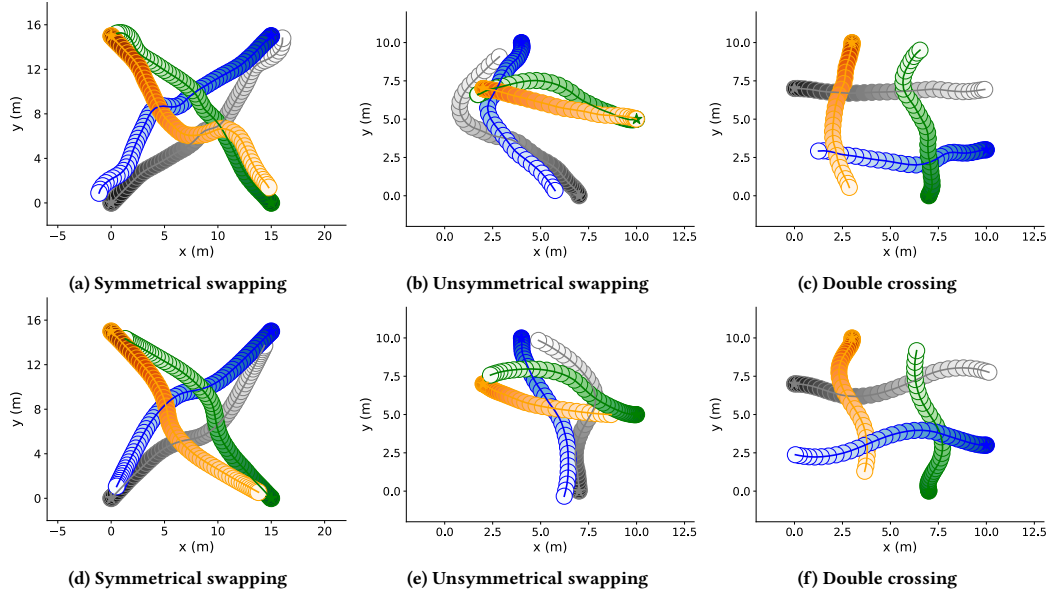 16
12
8
4
0
y (m)
−5 0 5 10 15 20
x (m)
10.0
7.5
5.0
2.5
0.0
y (m)
0.0 2.5 5.0 7.5 10.0 12.5
x (m)
10.0
7.5
5.0
2.5
0.0
y (m)
0.0 2.5 5.0 7.5 10.0 12.5
x (m)
(a) Symmetrical swapping
(b) Unsymmetrical swapping
(c) Double crossing
16
12
8
4
0
y (m)
−5 0 5 10 15 20
x (m)
10.0
7.5
5.0
2.5
0.0
y (m)
0.0 2.5 5.0 7.5 10.0 12.5
x (m)
10.0
7.5
5.0
2.5
0.0
y (m)
0.0 2.5 5.0 7.5 10.0 12.5
x (m)
(d) Symmetrical swapping
(e) Unsymmetrical swapping
(f) Double crossing